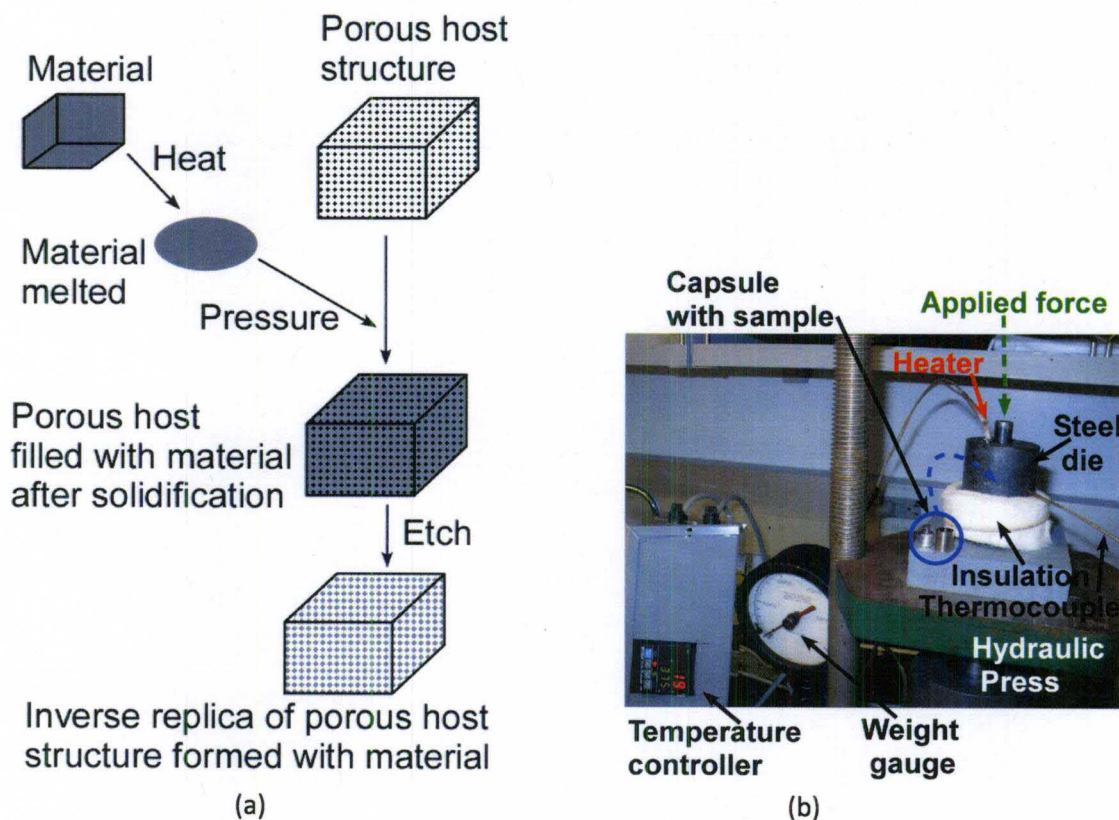 Material
Porous host
structure
Heat
Material
melted
Pressure
Porous host
filled with material
after solidification
Etch
Inverse replica of porous host
structure formed with material
(a)
Capsule
with sample
Applied force
Heater
Steel
die
Insulation
Thermocouple
Hydraulic
Press
Temperature
controller
Weight
gauge
(b)